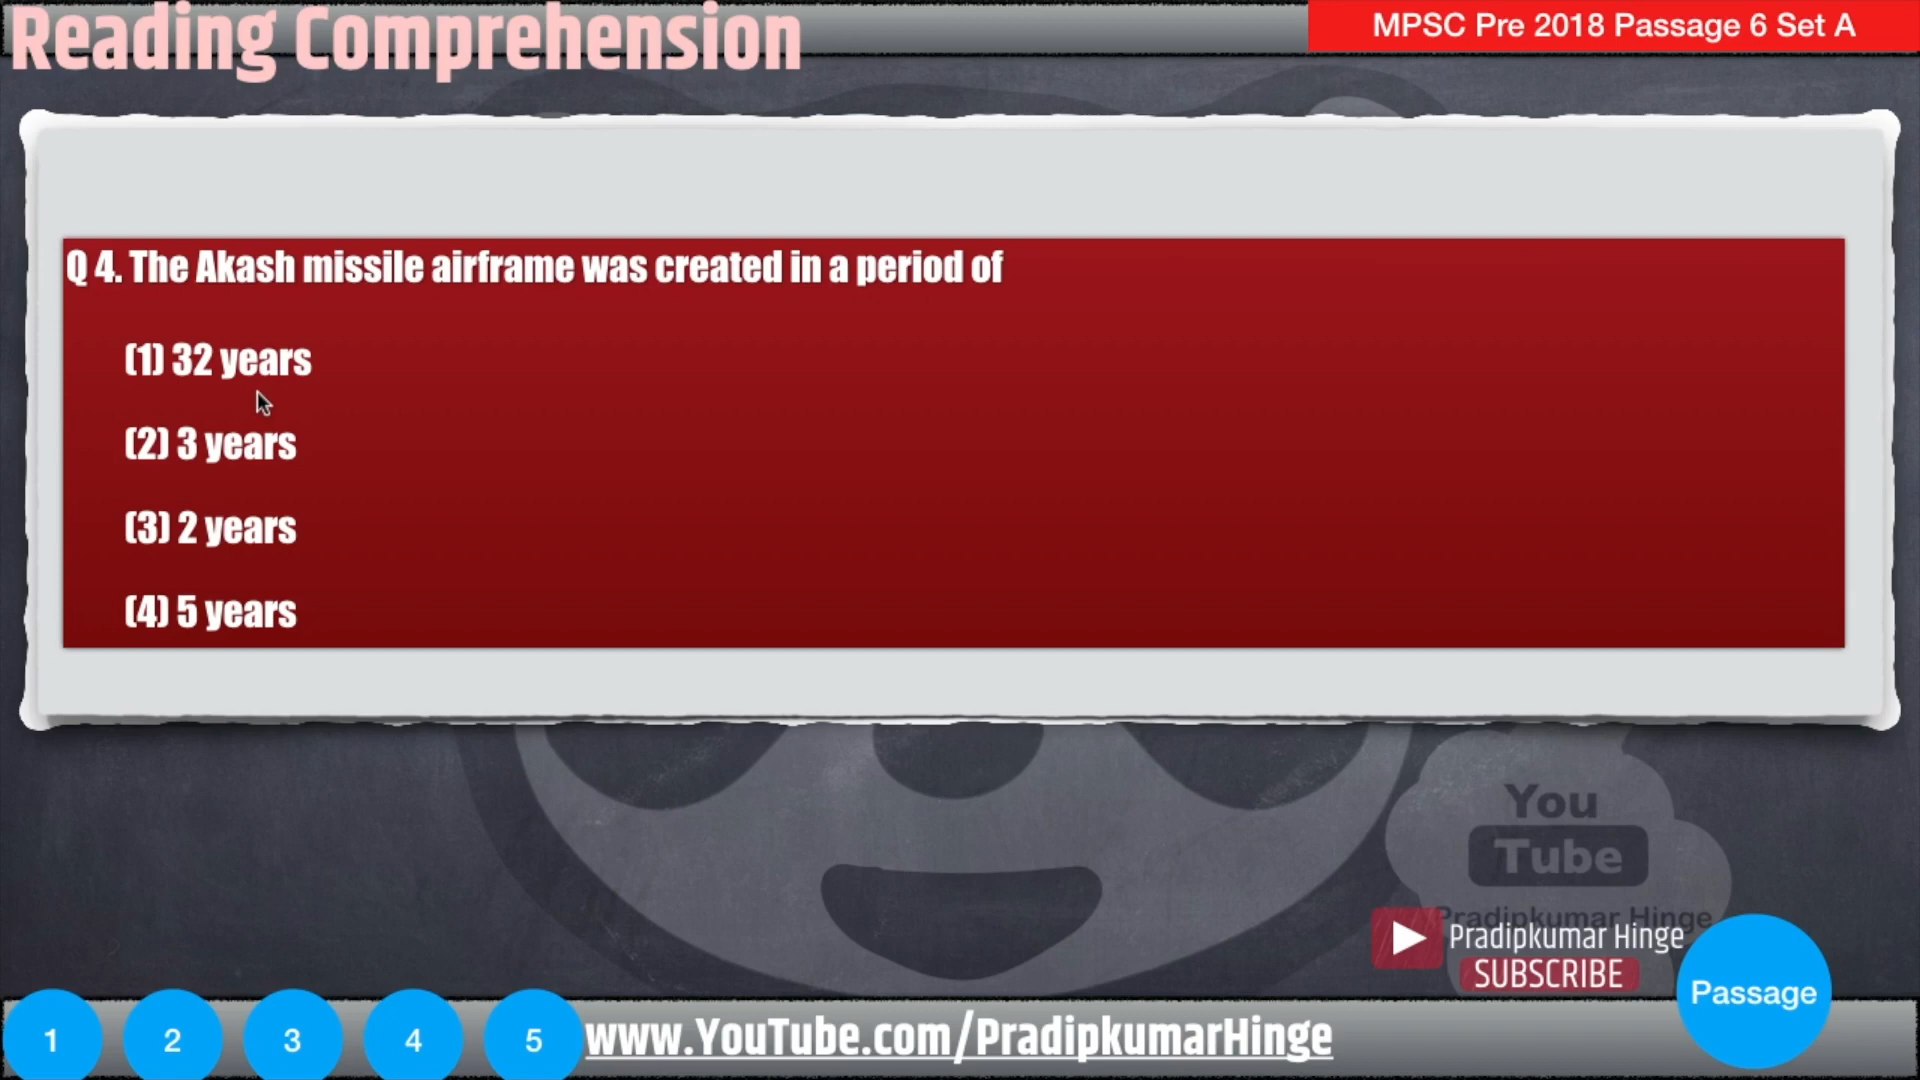 Reading Comprehension
MPSC Pre 2018 Passage 6 Set A
Q 4. The Akash missile airframe was created in a period of
(1) 32 years
(2) 3 years
(3) 2 years
(4) 5 years
You
Tube
Pradipkumar Hinge
Pradipkumar Hinge
SUBSCRIBE
Passage
1 2 3 4 5 www.YouTube.com/PradipkumarHinge